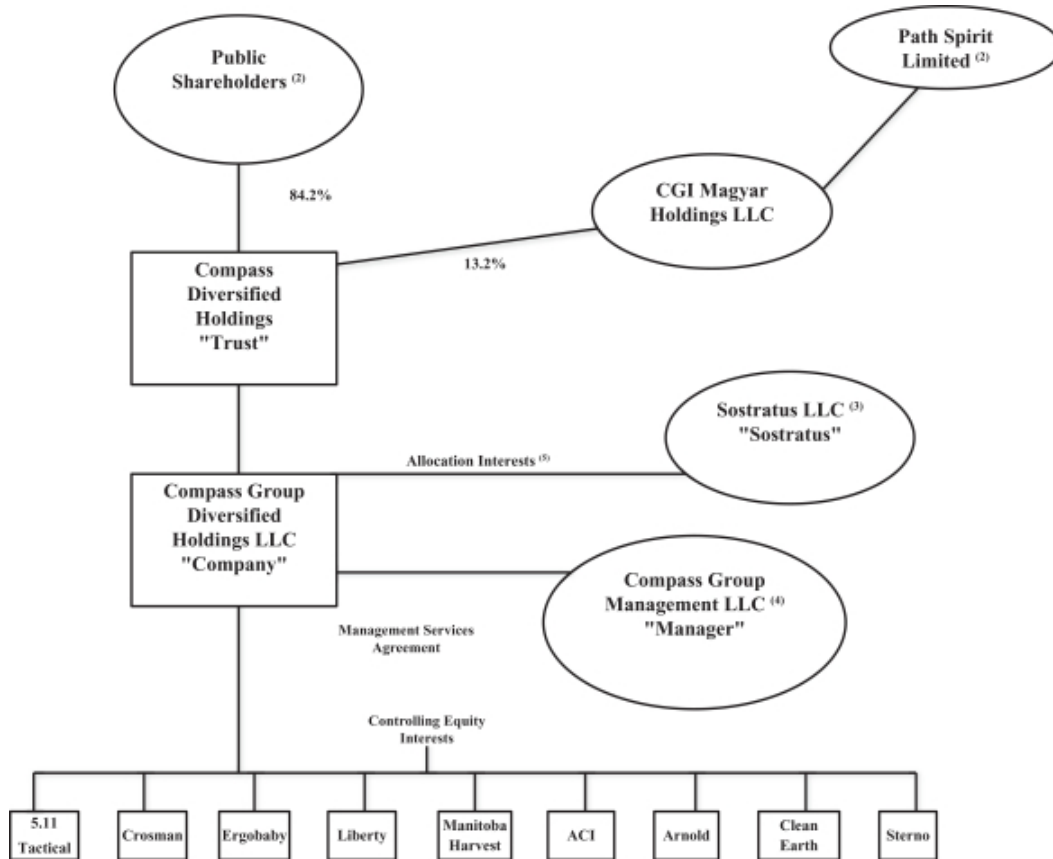 Public
Shareholders (2)
Path Spirit
Limited (2)
84.2%
CGI Magyar
Holdings LLC
13.2%
Compass
Diversified
Holdings
"Trust"
Sostratus LLC (3)
"Sostratus"
Allocation Interests (5)
Compass Group
Diversified
Holdings LLC
"Company"
Compass Group
Management LLC (4)
"Manager"
Management Services
Agreement
Controlling Equity
Interests
5.11
Tactical
Crosman
Ergobaby
Liberty
Manitoba
Harvest
ACI
Arnold
Clean
Earth
Sterno